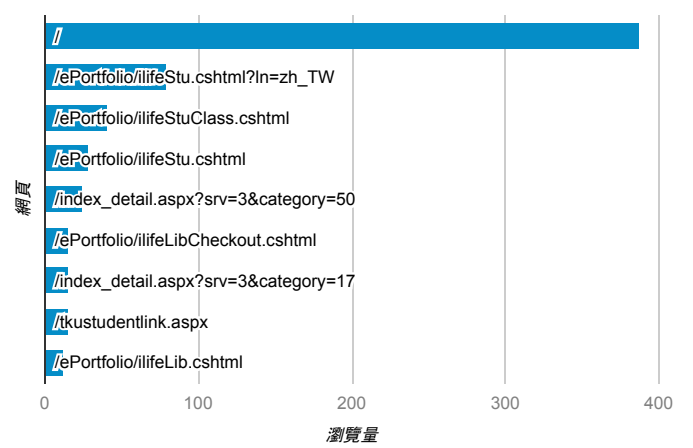 /
/ePortfolio/ilifeStu.cshtml?ln=zh_TW
/ePortfolio/ilifeStuClass.cshtml
/ePortfolio/ilifeStu.cshtml
/index_detail.aspx?srv=3&category=50
/ePortfolio/ilifeLibCheckout.cshtml
/index_detail.aspx?srv=3&category=17
/tkustudentlink.aspx
/ePortfolio/ilifeLib.cshtml
網頁
0 100 200 300 400
瀏覽量